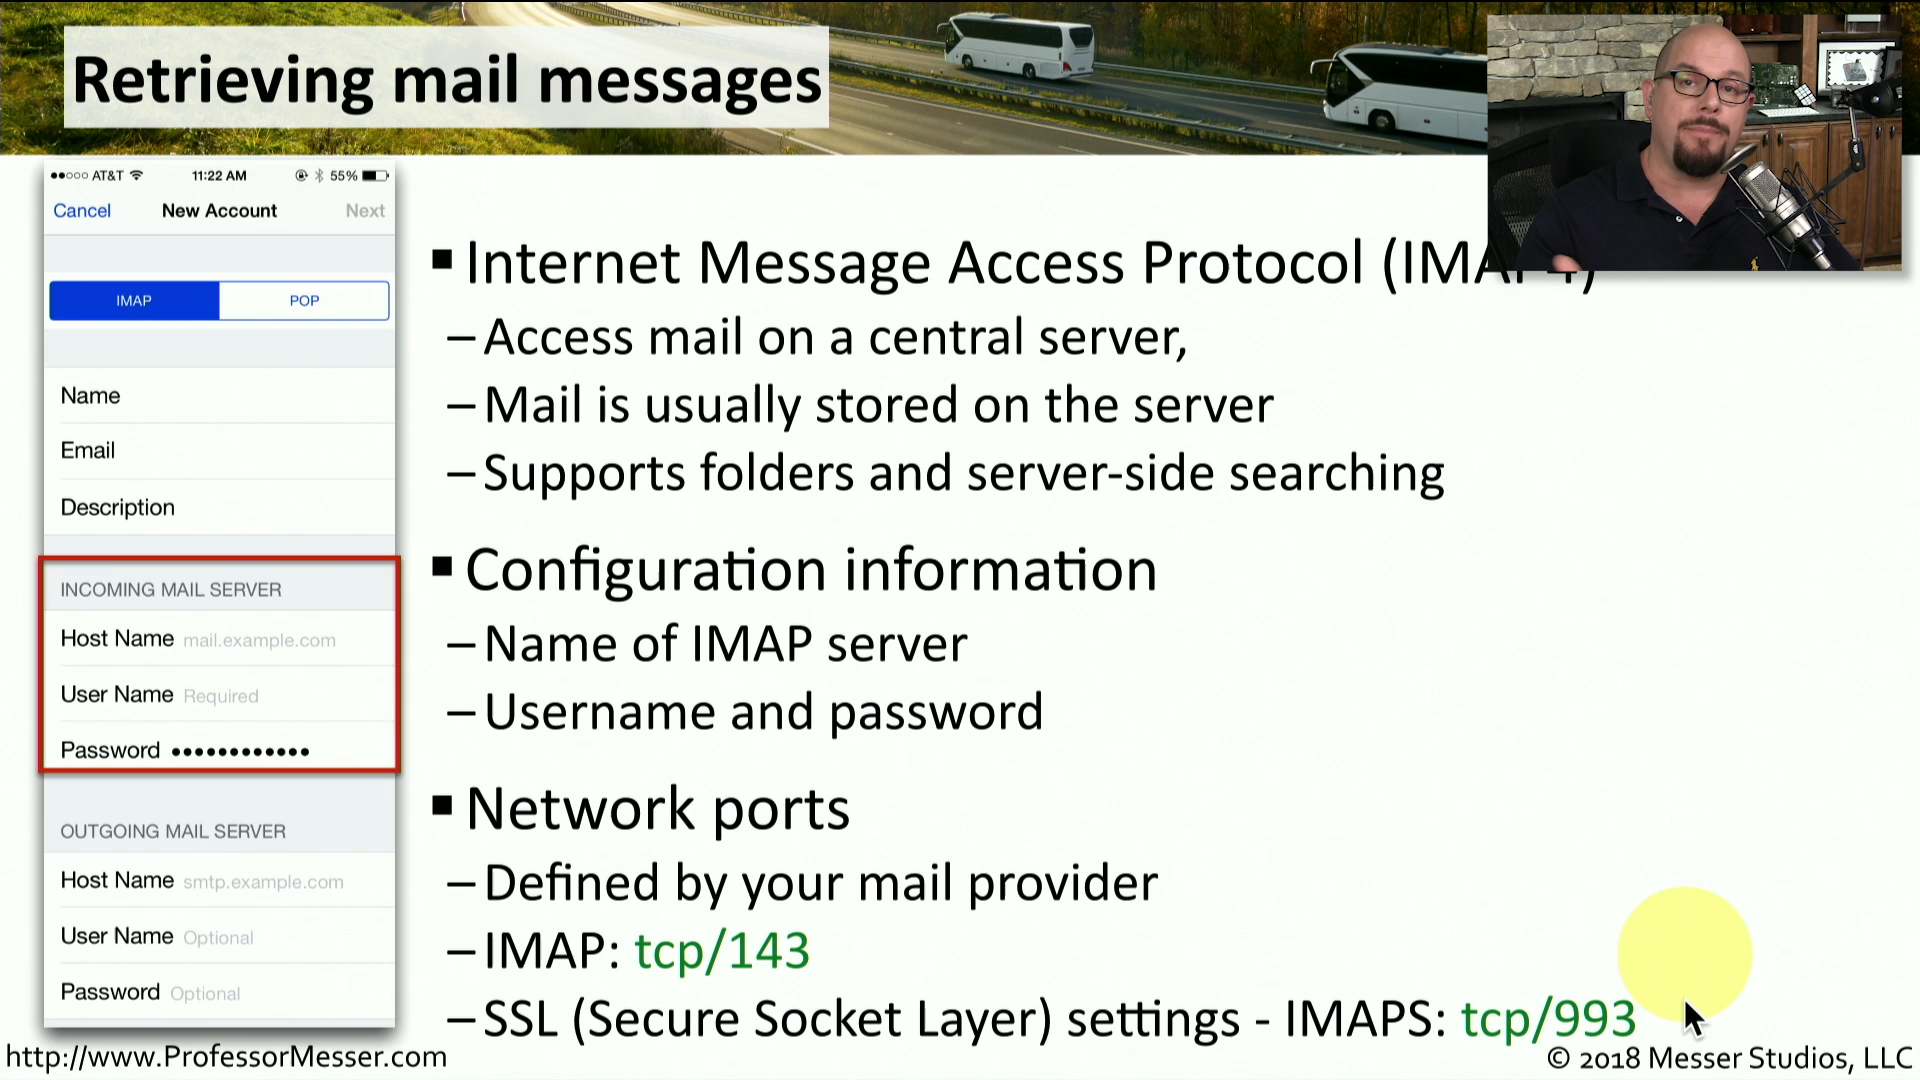 Retrieving mail messages
AT&T 11:22 AM 55%
Cancel New Account Next
IMAP POP
Name
Email
Description
INCOMING MAIL SERVER
Host Name mail.example.com
User Name Required
Password ••••••••••••
OUTGOING MAIL SERVER
Host Name smtp.example.com
User Name Optional
Password Optional
▪ Internet Message Access Protocol (IMAP4)
– Access mail on a central server,
– Mail is usually stored on the server
– Supports folders and server-side searching
▪ Configuration information
– Name of IMAP server
– Username and password
▪ Network ports
– Defined by your mail provider
– IMAP: tcp/143
– SSL (Secure Socket Layer) settings - IMAPS: tcp/993
http://www.ProfessorMesser.com
© 2018 Messer Studios, LLC